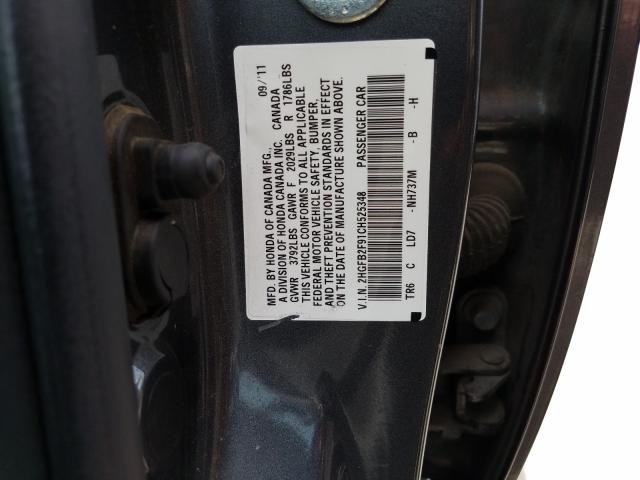 MFD. BY HONDA OF CANADA MFG., 09/'11
A DIVISION OF HONDA CANADA INC. CANADA
GVWR 3792LBS GAWR F 2029LBS R 1786LBS
THIS VEHICLE CONFORMS TO ALL APPLICABLE
FEDERAL MOTOR VEHICLE SAFETY, BUMPER,
AND THEFT PREVENTION STANDARDS IN EFFECT
ON THE DATE OF MANUFACTURE SHOWN ABOVE.
V.I.N. 2HGFB2F91CH525348 PASSENGER CAR
TR6 C LD7 - NH737M - B - H